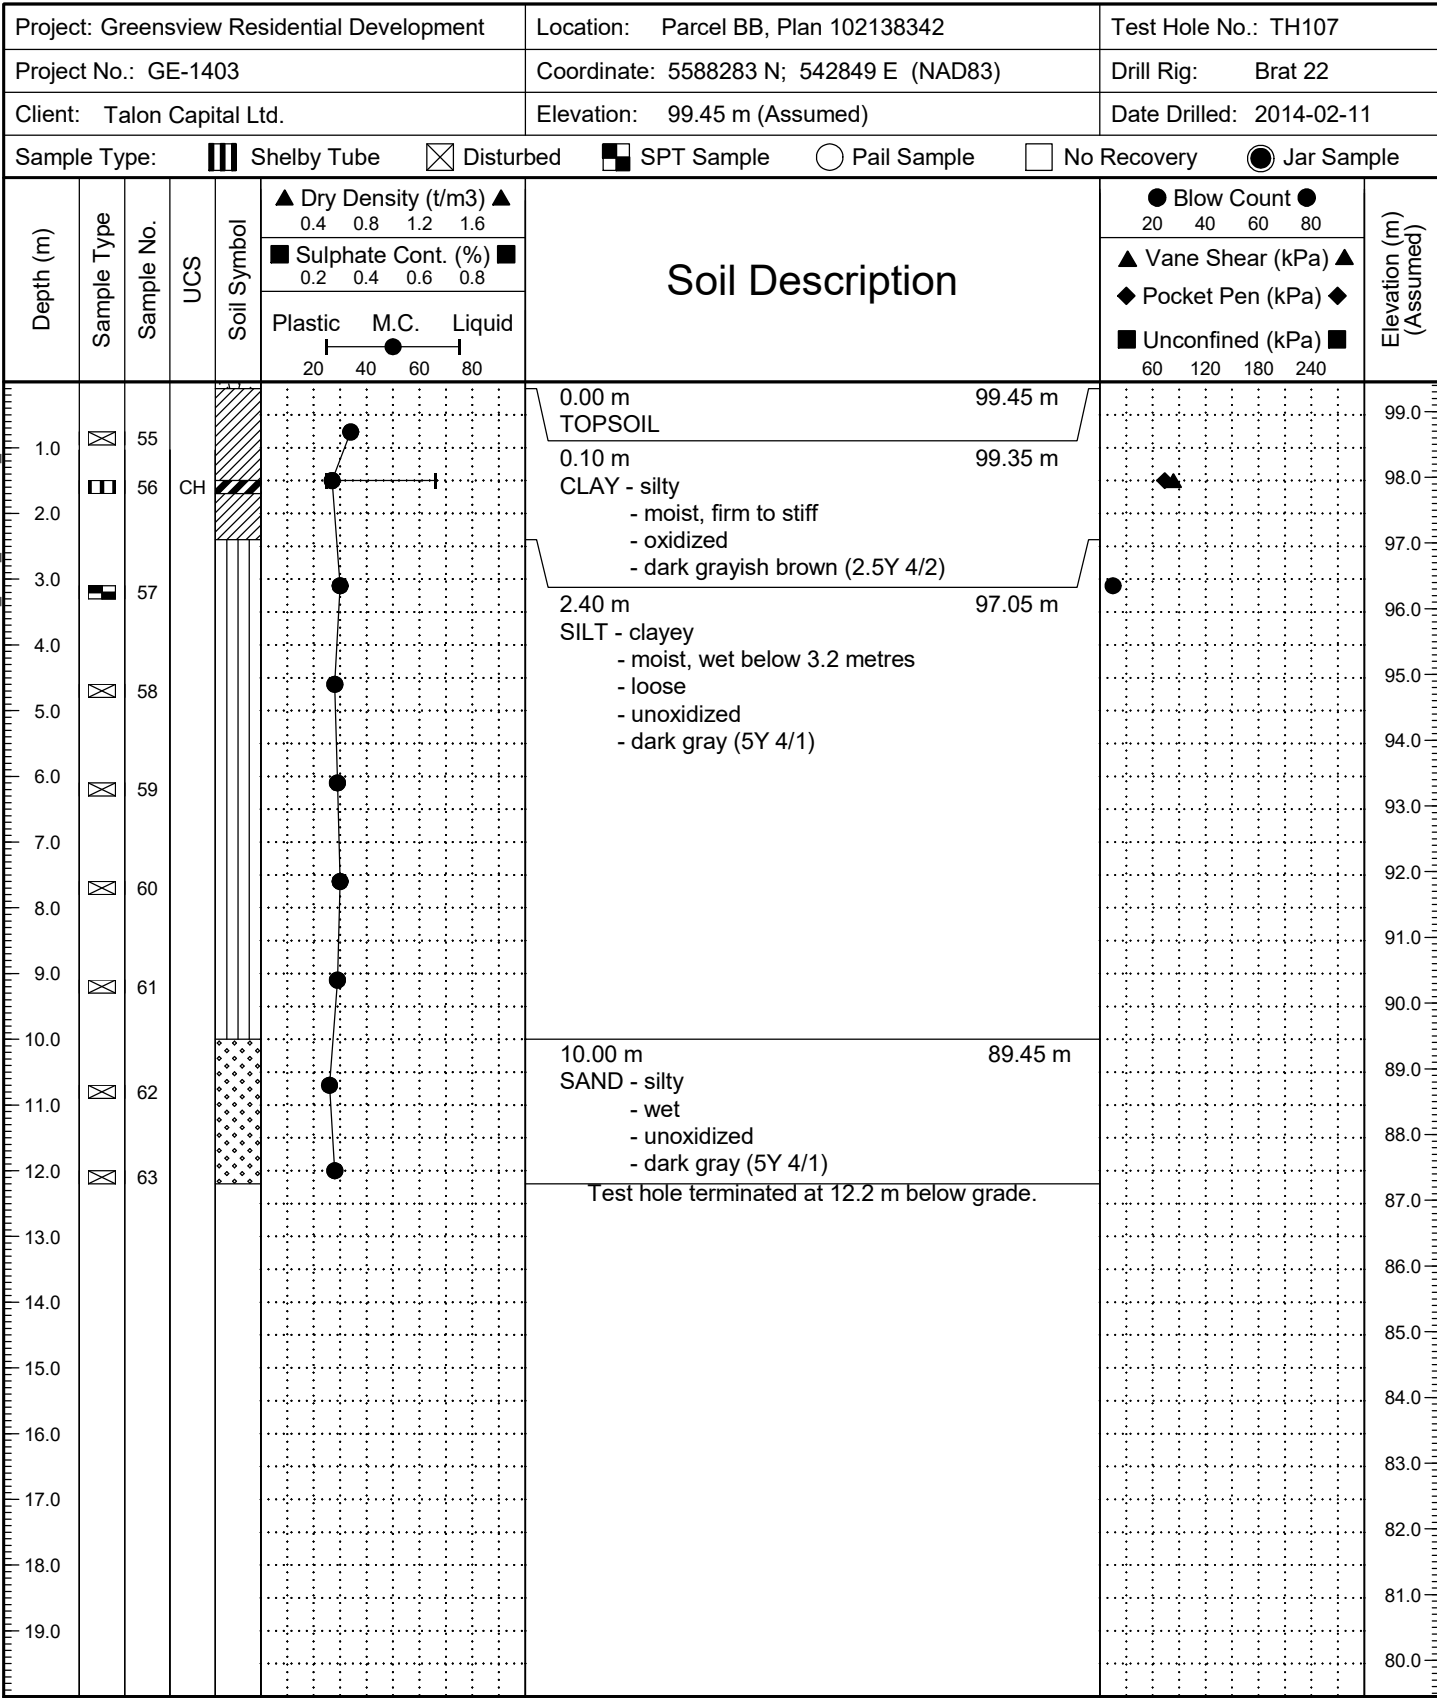 Project: Greensview Residential Development
Location: Parcel BB, Plan 102138342
Test Hole No.: TH107
Project No.: GE-1403
Coordinate: 5588283 N; 542849 E (NAD83)
Drill Rig: Brat 22
Client: Talon Capital Ltd.
Elevation: 99.45 m (Assumed)
Date Drilled: 2014-02-11
Sample Type: Shelby Tube Disturbed SPT Sample Pail Sample No Recovery Jar Sample
Depth (m)
Sample Type
Sample No.
UCS
Soil Symbol
Dry Density (t/m3)
0.4 0.8 1.2 1.6
Sulphate Cont. (%)
0.2 0.4 0.6 0.8
Plastic M.C. Liquid
20 40 60 80
Soil Description
Blow Count
20 40 60 80
Vane Shear (kPa)
Pocket Pen (kPa)
Unconfined (kPa)
60 120 180 240
Elevation (m)
(Assumed)
1.0
2.0
3.0
4.0
5.0
6.0
7.0
8.0
9.0
10.0
11.0
12.0
13.0
14.0
15.0
16.0
17.0
18.0
19.0
55
56
57
58
59
60
61
62
63
CH
0.00 m 99.45 m
TOPSOIL
0.10 m 99.35 m
CLAY - silty
- moist, firm to stiff
- oxidized
- dark grayish brown (2.5Y 4/2)
2.40 m 97.05 m
SILT - clayey
- moist, wet below 3.2 metres
- loose
- unoxidized
- dark gray (5Y 4/1)
10.00 m 89.45 m
SAND - silty
- wet
- unoxidized
- dark gray (5Y 4/1)
Test hole terminated at 12.2 m below grade.
99.0
98.0
97.0
96.0
95.0
94.0
93.0
92.0
91.0
90.0
89.0
88.0
87.0
86.0
85.0
84.0
83.0
82.0
81.0
80.0